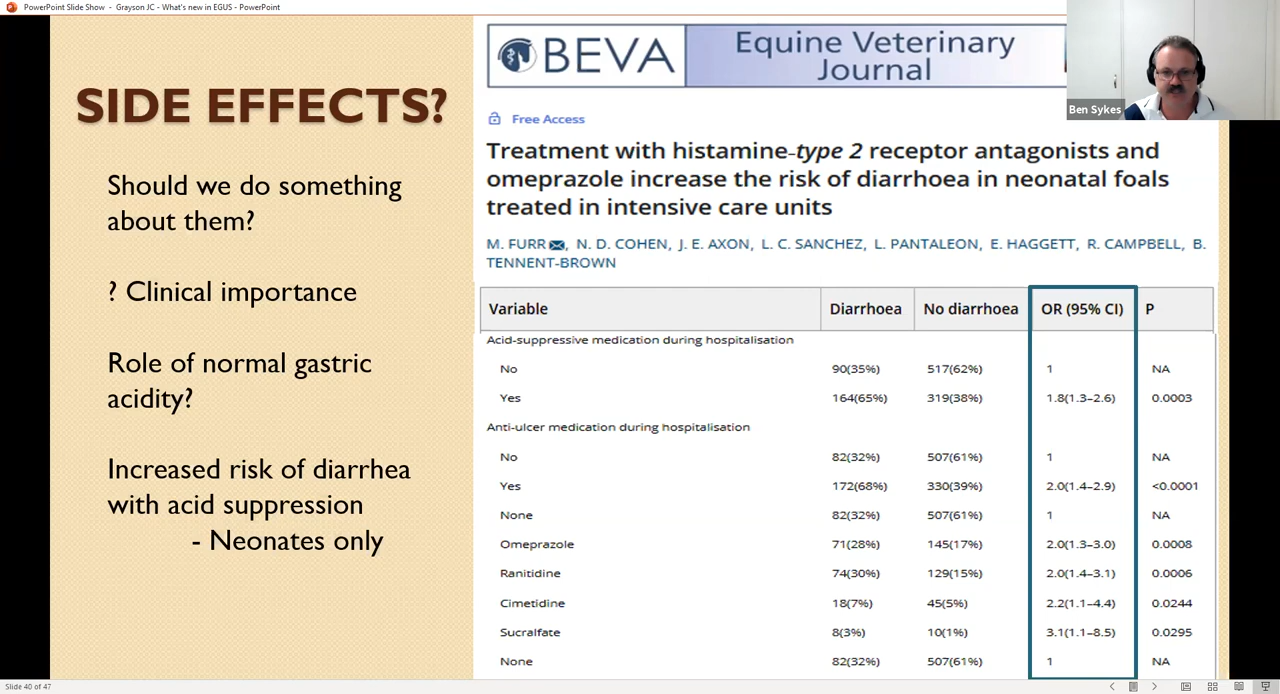 PowerPoint Slide Show - Grayson JC - What's new in EGUS - PowerPoint
SIDE EFFECTS?
Should we do something
about them?
? Clinical importance
Role of normal gastric
acidity?
Increased risk of diarrhea
with acid suppression
- Neonates only
BEVA
Equine Veterinary
Journal
Ben Sykes
Free Access
Treatment with histamine-type 2 receptor antagonists and
omeprazole increase the risk of diarrhoea in neonatal foals
treated in intensive care units
M. FURR, N. D. COHEN, J. E. AXON, L. C. SANCHEZ, L. PANTALEON, E. HAGGETT, R. CAMPBELL, B.
TENNENT-BROWN
Variable Diarrhoea No diarrhoea OR (95% CI) P
Acid-suppressive medication during hospitalisation
No 90(35%) 517(62%) 1 NA
Yes 164(65%) 319(38%) 1.8(1.3–2.6) 0.0003
Anti-ulcer medication during hospitalisation
No 82(32%) 507(61%) 1 NA
Yes 172(68%) 330(39%) 2.0(1.4–2.9) <0.0001
None 82(32%) 507(61%) 1 NA
Omeprazole 71(28%) 145(17%) 2.0(1.3–3.0) 0.0008
Ranitidine 74(30%) 129(15%) 2.0(1.4–3.1) 0.0006
Cimetidine 18(7%) 45(5%) 2.2(1.1–4.4) 0.0244
Sucralfate 8(3%) 10(1%) 3.1(1.1–8.5) 0.0295
None 82(32%) 507(61%) 1 NA
Slide 40 of 47